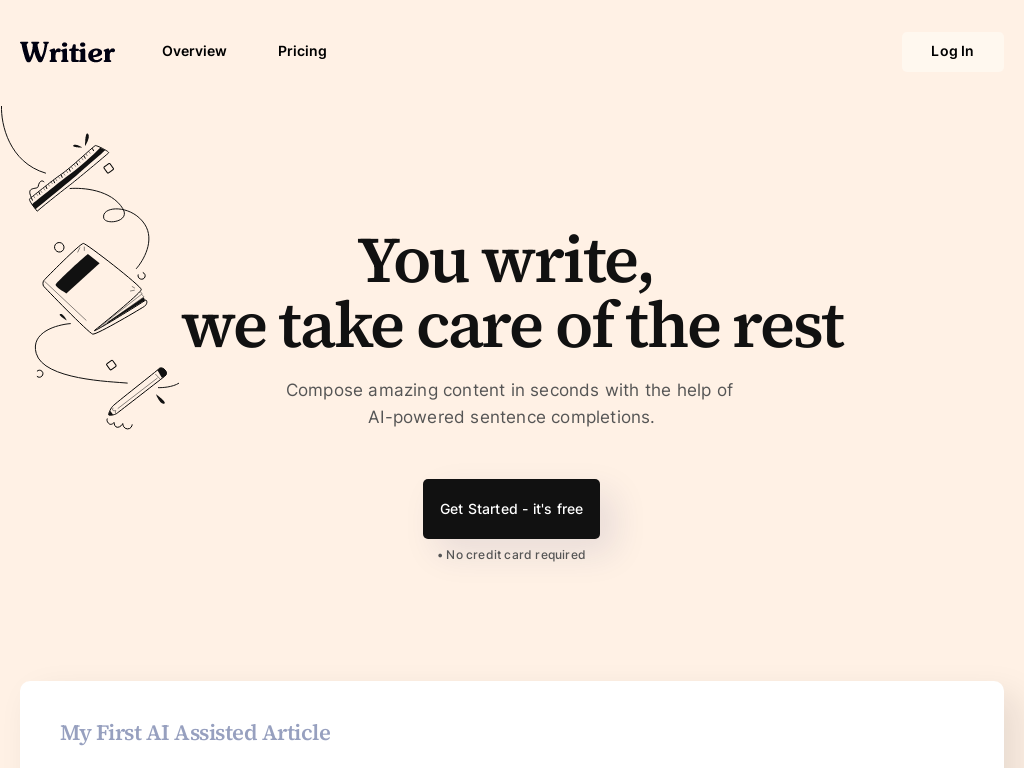 Writier
Overview
Pricing
Log In
You write,
we take care of the rest
Compose amazing content in seconds with the help of
AI-powered sentence completions.
Get Started - it's free
• No credit card required
My First AI Assisted Article